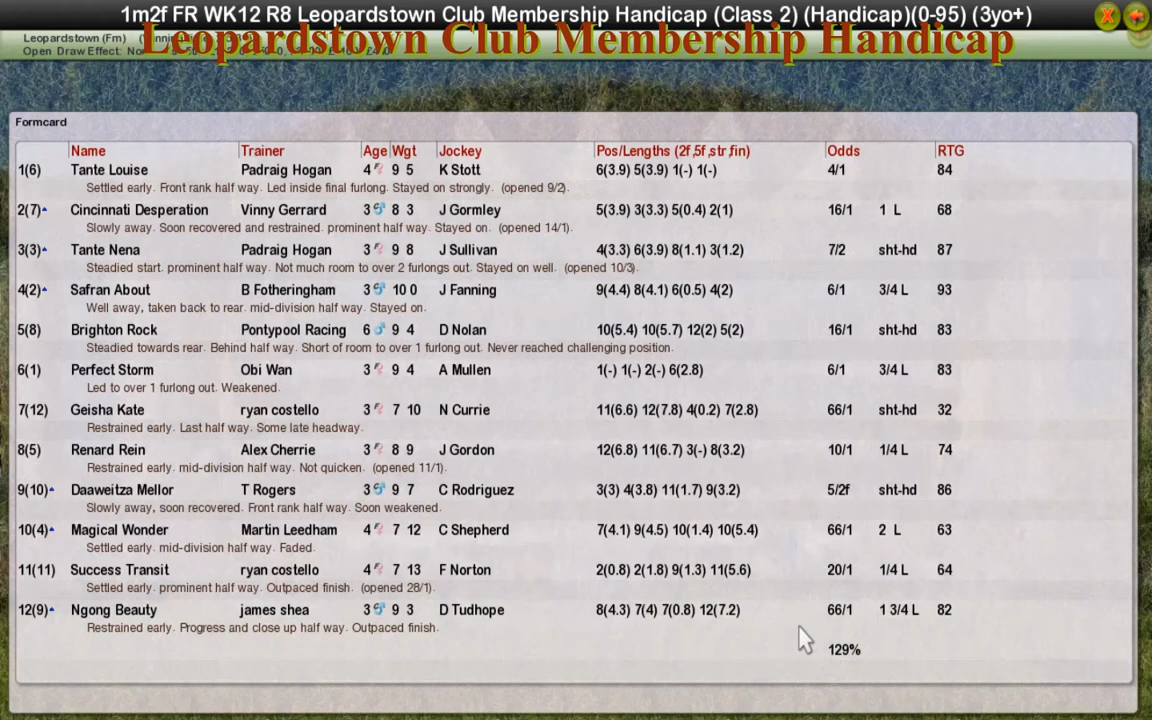 1m2f FR WK12 R8 Leopardstown Club Membership Handicap (Class 2) (Handicap)(0-95) (3yo+)
Leopardstown Club Membership Handicap
Leopardstown (Fm)
Open Draw Effect: No
Formcard
Name Trainer Age Wgt Jockey Pos/Lengths (2f,5f,str,fin) Odds RTG
1(6) Tante Louise Padraig Hogan 4♀ 9 5 K Stott 6(3.9) 5(3.9) 1(-) 1(-) 4/1 84
Settled early. Front rank half way. Led inside final furlong. Stayed on strongly. (opened 9/2).
2(7) Cincinnati Desperation Vinny Gerrard 3♂ 8 3 J Gormley 5(3.9) 3(3.3) 5(0.4) 2(1) 16/1 1 L 68
Slowly away. Soon recovered and restrained. prominent half way. Stayed on. (opened 14/1).
3(3) Tante Nena Padraig Hogan 3♀ 9 8 J Sullivan 4(3.3) 6(3.9) 8(1.1) 3(1.2) 7/2 sht-hd 87
Steadied start. prominent half way. Not much room to over 2 furlongs out. Stayed on well. (opened 10/3).
4(2) Safran About B Fotheringham 3♂ 10 0 J Fanning 9(4.4) 8(4.1) 6(0.5) 4(2) 6/1 3/4 L 93
Well away, taken back to rear. mid-division half way. Stayed on.
5(8) Brighton Rock Pontypool Racing 6♂ 9 4 D Nolan 10(5.4) 10(5.7) 12(2) 5(2) 16/1 sht-hd 83
Steadied towards rear. Behind half way. Short of room to over 1 furlong out. Never reached challenging position.
6(1) Perfect Storm Obi Wan 3♀ 9 4 A Mullen 1(-) 1(-) 2(-) 6(2.8) 6/1 3/4 L 83
Led to over 1 furlong out. Weakened.
7(12) Geisha Kate ryan costello 3♀ 7 10 N Currie 11(6.6) 12(7.8) 4(0.2) 7(2.8) 66/1 sht-hd 32
Restrained early. Last half way. Some late headway.
8(5) Renard Rein Alex Cherrie 3♀ 8 9 J Gordon 12(6.8) 11(6.7) 3(-) 8(3.2) 10/1 1/4 L 74
Restrained early. mid-division half way. Not quicken. (opened 11/1).
9(10) Daaweitza Mellor T Rogers 3♂ 9 7 C Rodriguez 3(3) 4(3.8) 11(1.7) 9(3.2) 5/2f sht-hd 86
Slowly away, soon recovered. Front rank half way. Soon weakened.
10(4) Magical Wonder Martin Leedham 4♀ 7 12 C Shepherd 7(4.1) 9(4.5) 10(1.4) 10(5.4) 66/1 2 L 63
Settled early. mid-division half way. Faded.
11(11) Success Transit ryan costello 4♀ 7 13 F Norton 2(0.8) 2(1.8) 9(1.3) 11(5.6) 20/1 1/4 L 64
Settled early. prominent half way. Outpaced finish. (opened 28/1).
12(9) Ngong Beauty james shea 3♂ 9 3 D Tudhope 8(4.3) 7(4) 7(0.8) 12(7.2) 66/1 1 3/4 L 82
Restrained early. Progress and close up half way. Outpaced finish.
129%